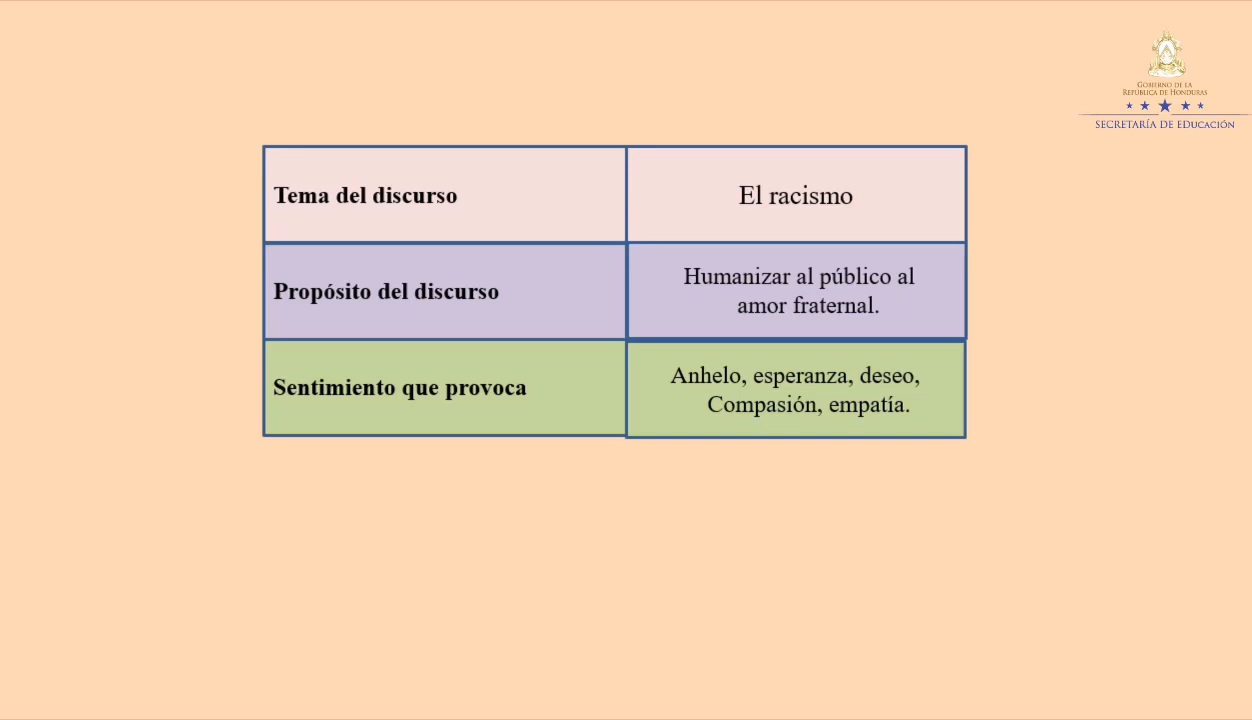 GOBIERNO DE LA
REPÚBLICA DE HONDURAS
SECRETARÍA DE EDUCACIÓN
Tema del discurso
El racismo
Propósito del discurso
Humanizar al público al
amor fraternal.
Sentimiento que provoca
Anhelo, esperanza, deseo,
Compasión, empatía.